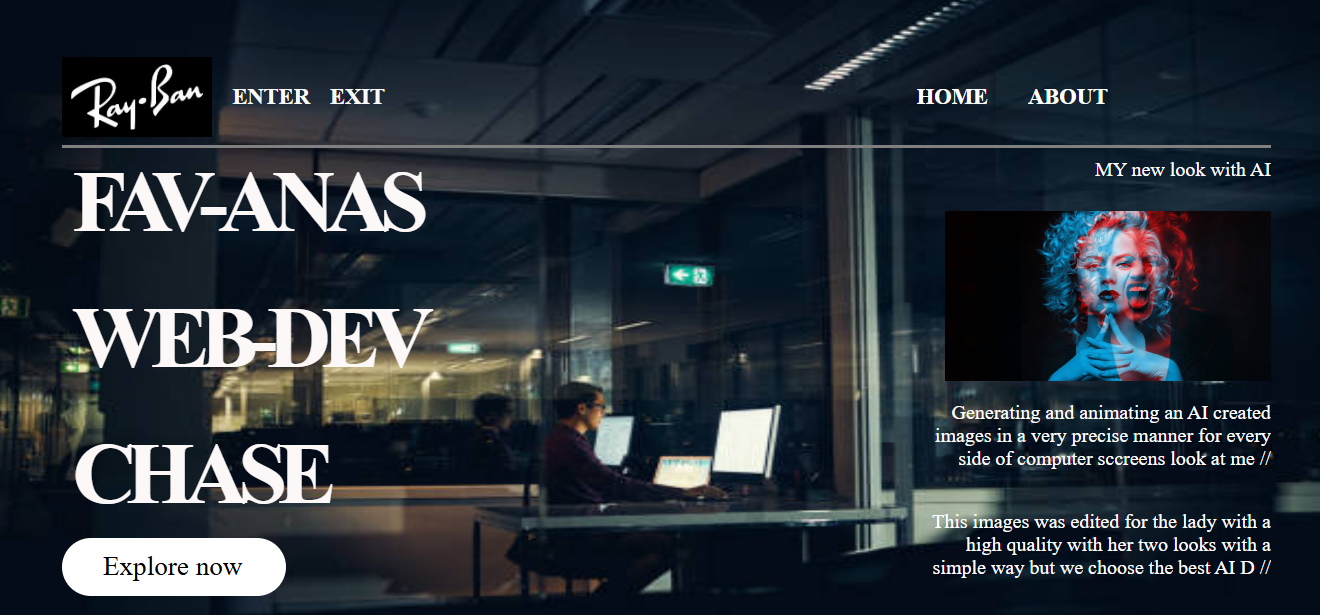 Ray-Ban ENTER EXIT HOME ABOUT
FAV-ANAS
WEB-DEV
CHASE
Explore now
MY new look with AI
Generating and animating an AI created
images in a very precise manner for every
side of computer sccreens look at me //
This images was edited for the lady with a
high quality with her two looks with a
simple way but we choose the best AI D //